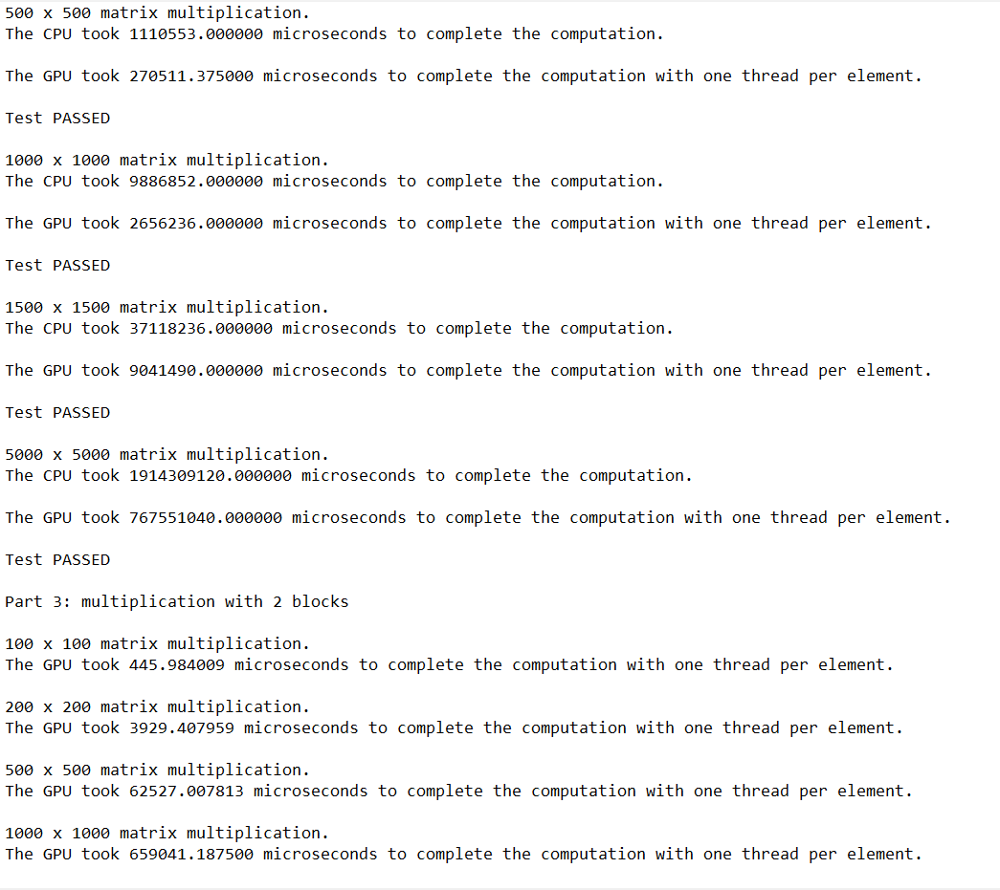 500 x 500 matrix multiplication.
The CPU took 1110553.000000 microseconds to complete the computation.
The GPU took 270511.375000 microseconds to complete the computation with one thread per element.
Test PASSED
1000 x 1000 matrix multiplication.
The CPU took 9886852.000000 microseconds to complete the computation.
The GPU took 2656236.000000 microseconds to complete the computation with one thread per element.
Test PASSED
1500 x 1500 matrix multiplication.
The CPU took 37118236.000000 microseconds to complete the computation.
The GPU took 9041490.000000 microseconds to complete the computation with one thread per element.
Test PASSED
5000 x 5000 matrix multiplication.
The CPU took 1914309120.000000 microseconds to complete the computation.
The GPU took 767551040.000000 microseconds to complete the computation with one thread per element.
Test PASSED
Part 3: multiplication with 2 blocks
100 x 100 matrix multiplication.
The GPU took 445.984009 microseconds to complete the computation with one thread per element.
200 x 200 matrix multiplication.
The GPU took 3929.407959 microseconds to complete the computation with one thread per element.
500 x 500 matrix multiplication.
The GPU took 62527.007813 microseconds to complete the computation with one thread per element.
1000 x 1000 matrix multiplication.
The GPU took 659041.187500 microseconds to complete the computation with one thread per element.